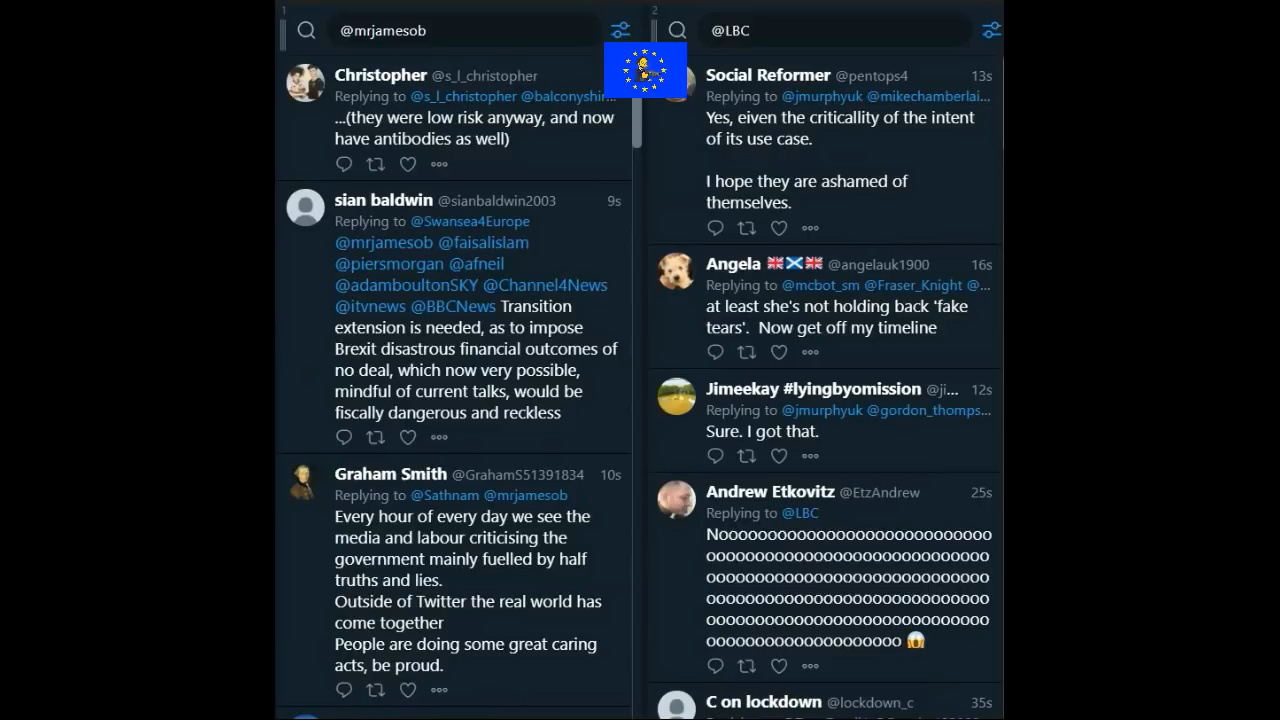 1
@mrjamesob
Christopher @s_l_christopher
Replying to @s_l_christopher @balconyshin...
...(they were low risk anyway, and now
have antibodies as well)
sian baldwin @sianbaldwin2003 9s
Replying to @Swansea4Europe
@mrjamesob @faisalislam
@piersmorgan @afneil
@adamboultonSKY @Channel4News
@itvnews @BBCNews Transition
extension is needed, as to impose
Brexit disastrous financial outcomes of
no deal, which now very possible,
mindful of current talks, would be
fiscally dangerous and reckless
Graham Smith @GrahamS51391834 10s
Replying to @Sathnam @mrjamesob
Every hour of every day we see the
media and labour criticising the
government mainly fuelled by half
truths and lies.
Outside of Twitter the real world has
come together
People are doing some great caring
acts, be proud.
2
@LBC
Social Reformer @pentops4 13s
Replying to @jmurphyuk @mikechamberlai...
Yes, eiven the criticallity of the intent
of its use case.
I hope they are ashamed of
themselves.
Angela 🇬🇧🏴󠁧󠁢󠁳󠁣󠁴󠁿🇬🇧 @angelauk1900 16s
Replying to @mcbot_sm @Fraser_Knight @...
at least she's not holding back 'fake
tears'. Now get off my timeline
Jimeekay #lyingbyomission @ji... 12s
Replying to @jmurphyuk @gordon_thomps...
Sure. I got that.
Andrew Etkovitz @EtzAndrew 25s
Replying to @LBC
Noooooooooooooooooooooooooooo
ooooooooooooooooooooooooooooo
ooooooooooooooooooooooooooooo
ooooooooooooooooooooooooooooo
ooooooooooooooooooooooooooooo
oooooooooooooooooooo 😱
C on lockdown @lockdown_c 35s